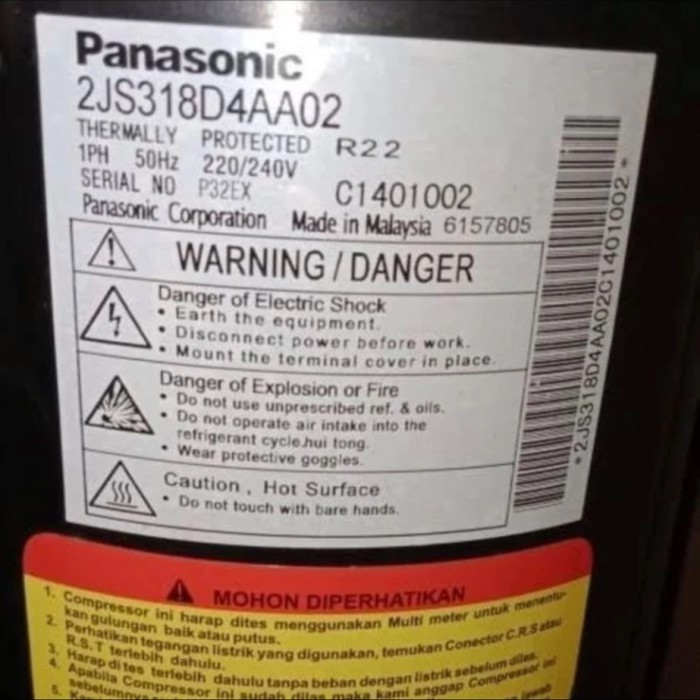 Panasonic
2JS318D4AA02
THERMALLY PROTECTED R22
1PH 50Hz 220/240V
SERIAL NO P32EX C1401002
Panasonic Corporation Made in Malaysia 6157805
WARNING / DANGER
Danger of Electric Shock
• Earth the equipment.
• Disconnect power before work.
• Mount the terminal cover in place.
Danger of Explosion or Fire
• Do not use unprescribed ref. & oils.
• Do not operate air intake into the
refrigerant cycle.hui tong.
• Wear protective goggles.
Caution , Hot Surface
• Do not touch with bare hands.
*2JS318D4AA02C1401002*
MOHON DIPERHATIKAN
1. Compressor ini harap dites menggunakan Multi meter untuk menentu-
kan gulungan baik atau putus.
2. Perhatikan tegangan listrik yang digunakan, temukan Conector C.R.S atau
R.S.T terlebih dahulu.
3. Harap di tes terlebih dahulu tanpa beban dengan listrik sebelum dilas.
4. Apabila Compressor ini sudah dilas maka kami anggap Compressor ini
sebelumnya
5.